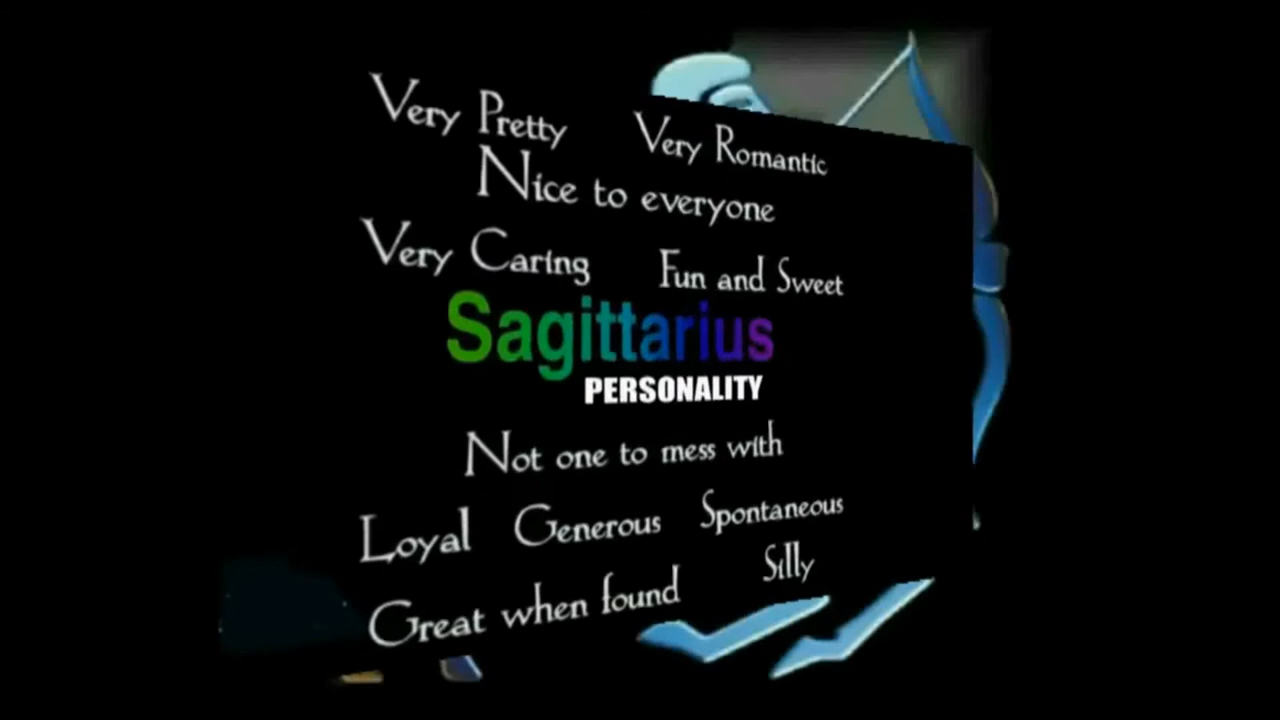 Very Pretty Very Romantic
Nice to everyone
Very Caring Fun and Sweet
Sagittarius
PERSONALITY
Not one to mess with
Loyal Generous Spontaneous
Great when found Silly